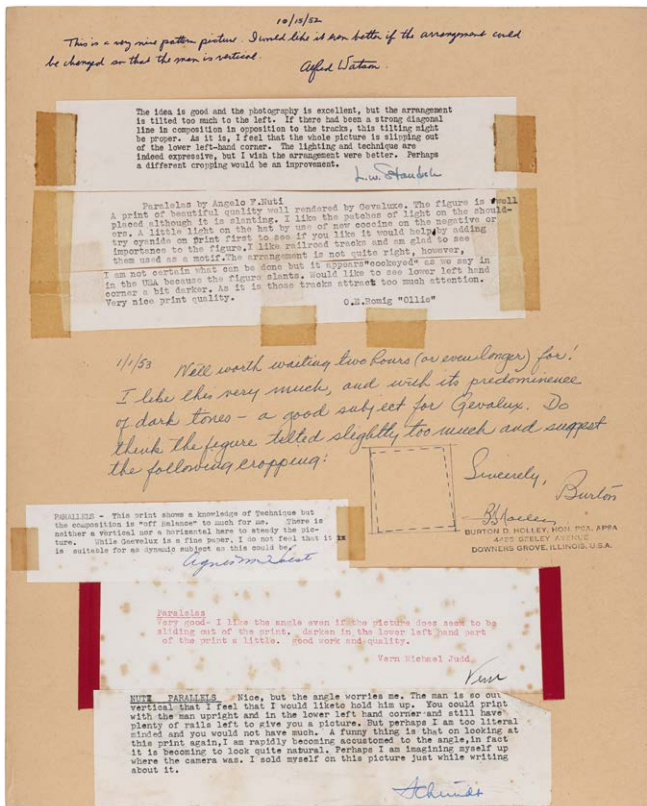 10/15/52
This is a very nice pattern picture. I would like it even better if the arrangement could
be changed so that the man is vertical.
Alfred Watson.
The idea is good and the photography is excellent, but the arrangement
is tilted too much to the left. If there had been a strong diagonal
line in composition in opposition to the tracks, this tilting might
be proper. As it is, I feel that the whole picture is slipping out
of the lower left-hand corner. The lighting and technique are
indeed expressive, but I wish the arrangement were better. Perhaps
a different cropping would be an improvement.
L.W. Standish
Paralelas by Angelo F.Nuti
A print of beautiful quality well rendered by Gevaluxe. The figure is well
placed although it is slanting. I like the patches of light on the should-
ers. A little light on the hat by use of new coccine on the negative or
try cyanide on print first to see if you like it would help by adding
importance to the figure.I like railroad tracks and am glad to see
them used as a motif.The arrangement is not quite right, however,
I am not certain what can be done but it appears"cockeyed" as we say in
in the USA because the figure slants. Would like to see lower left hand
corner a bit darker. As it is those tracks attract too much attention.
Very nice print quality.
O.E.Romig "Ollie"
1/1/53 Well worth waiting two hours (or even longer) for!
I like this very much, and with its predominence
of dark tones - a good subject for Gevalux. Do
think the figure tilted slightly too much and suggest
the following cropping:
Sincerely,
Burton
BURTON D. HOLLEY, HON. PSA, APPA
4425 SEELEY AVENUE
DOWNERS GROVE, ILLINOIS, U.S.A.
PARALLELS - This print shows a knowledge of Technique but
the composition is "off Balance" to much for me. There is
neither a vertical nor a horizantal here to steady the pic-
ture. While Geevalux is a fine paper, I do not feel that it is
is suitable for as dynamic subject as this could be."
Agnes M Holst
Paralelas
Very good- I like the angle even if the picture does seem to be
sliding out of the print. darken in the lower left hand part
of the print a little. good work and quality.
Vern Michael Judd
Vern
NUTI PARALLELS Nice, but the angle worries me. The man is so out
vertical that I feel that I would liketo hold him up. You could print
with the man upright and in the lower left hand corner and still have
plenty of rails left to give you a picture. But perhaps I am too literal
minded and you would not have much. A funny thing is that on looking at
this print again,I am rapidly becoming accustomed to the angle,in fact
it is becoming to look quite natural. Perhaps I am imagining myself up
where the camera was. I sold myself on this picture just while writing
about it.